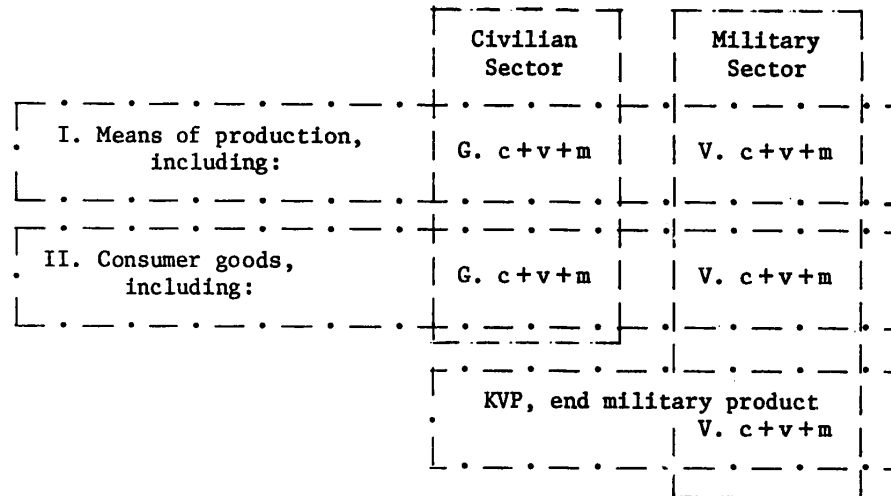 Civilian
Sector
Military
Sector
I. Means of production,
including:
G. c+v+m
V. c+v+m
II. Consumer goods,
including:
G. c+v+m
V. c+v+m
KVP, end military product
V. c+v+m